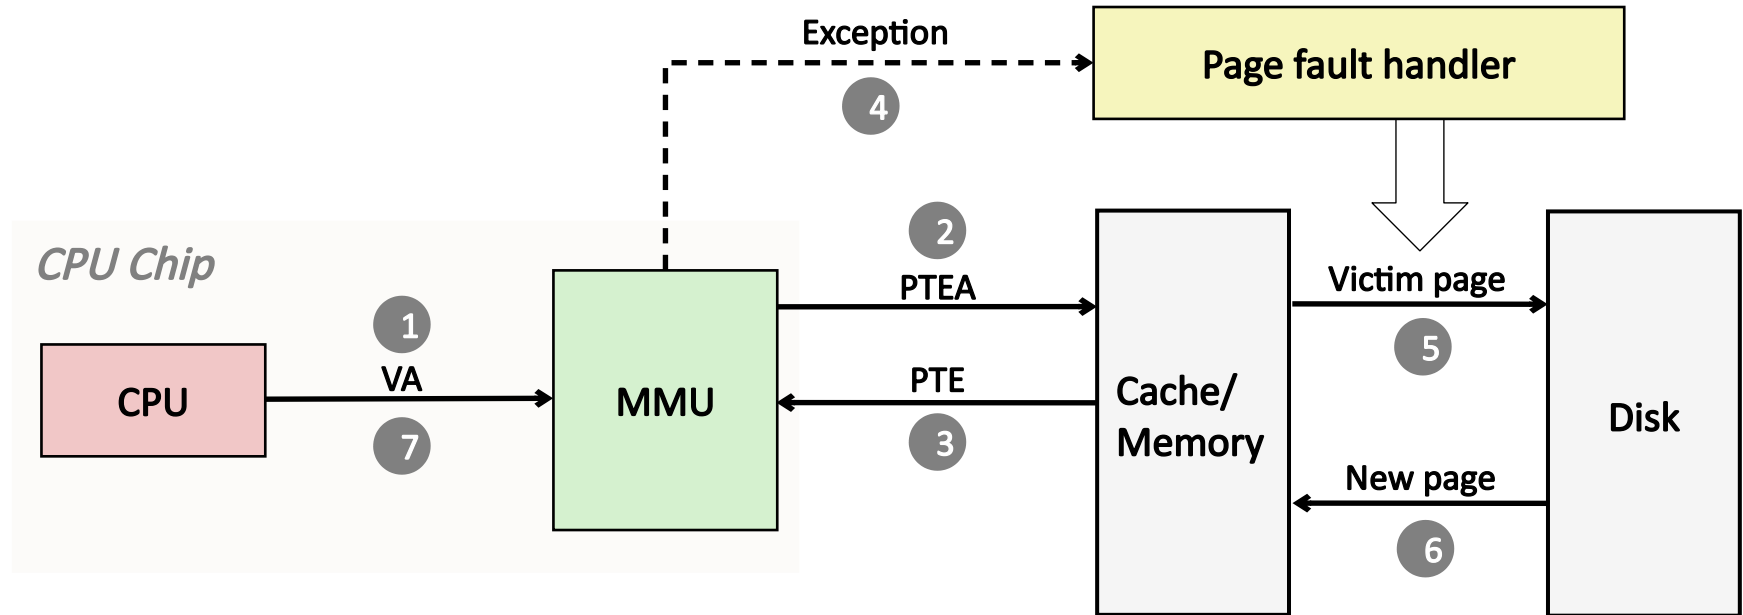 Exception
Page fault handler
4
CPU Chip
2
PTEA
Victim page
1
5
VA
PTE
CPU
MMU
Cache/
Memory
Disk
7
3
New page
6